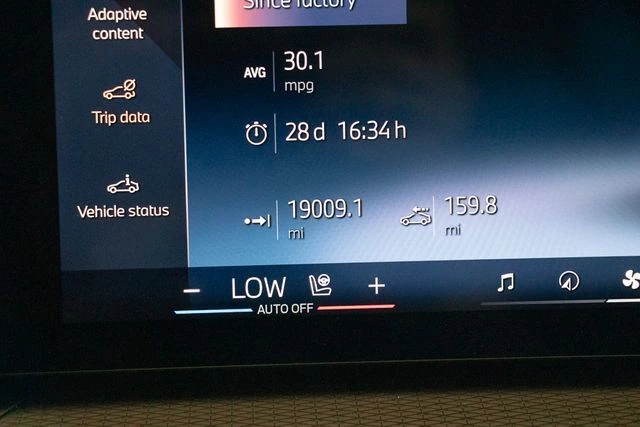 Since factory
Adaptive
content
AVG 30.1
mpg
Trip data
28 d 16:34 h
Vehicle status
19009.1
mi
159.8
mi
− LOW +
AUTO OFF